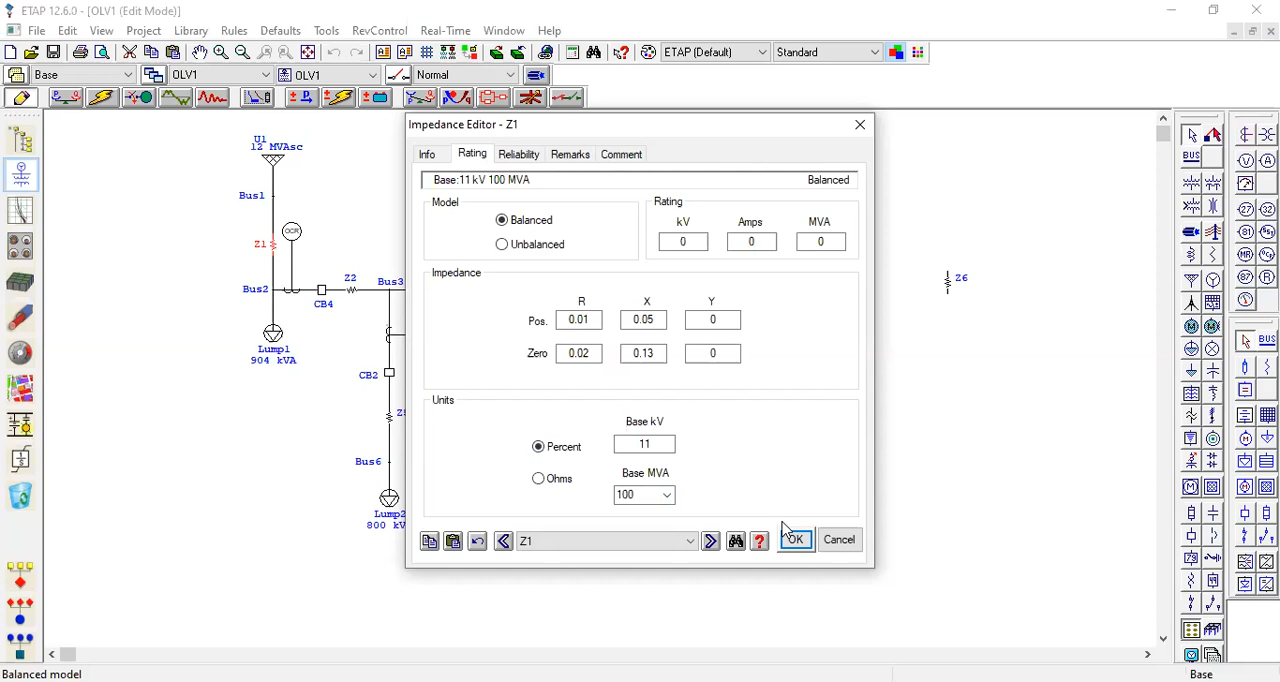 ETAP 12.6.0 - [OLV1 (Edit Mode)]
File Edit View Project Library Rules Defaults Tools RevControl Real-Time Window Help
ETAP (Default) Standard
Base OLV1 OLV1 Normal
U1
12 MVAsc
Bus1
Z1
OCR
Bus2
CB4
Z2
Bus3
Lump1
904 kVA
CB2
Bus6
Lump2
800 kV
Z6
Impedance Editor - Z1
Info Rating Reliability Remarks Comment
Base:11 kV 100 MVA Balanced
Model
Balanced
Unbalanced
Rating
kV Amps MVA
0 0 0
Impedance
R X Y
Pos. 0.01 0.05 0
Zero 0.02 0.13 0
Units
Base kV
Percent 11
Base MVA
Ohms
100
Z1
OK Cancel
BUS
BUS
Balanced model Base